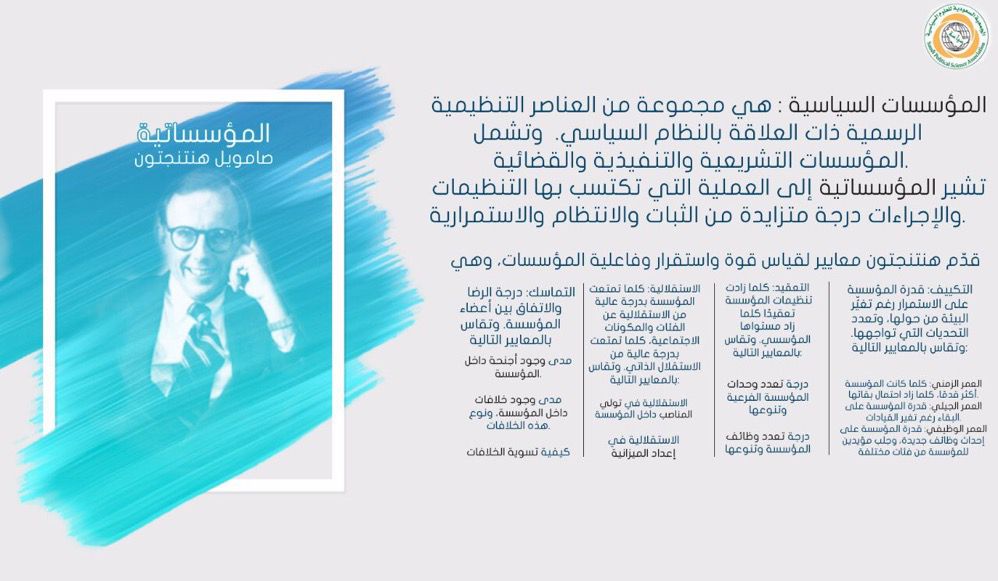 الجمعية السعودية للعلوم السياسية
Saudi Political Science Association
المؤسساتية
صامويل هنتنجتون
المؤسسات السياسية : هي مجموعة من العناصر التنظيمية
الرسمية ذات العلاقة بالنظام السياسي. وتشمل
المؤسسات التشريعية والتنفيذية والقضائية.
تشير المؤسساتية إلى العملية التي تكتسب بها التنظيمات
والإجراءات درجة متزايدة من الثبات والانتظام والاستمرارية.
قدّم هنتنجتون معايير لقياس قوة واستقرار وفاعلية المؤسسات، وهي
التكييف: قدرة المؤسسة
على الاستمرار رغم تغيّر
البيئة من حولها، وتعدد
التحديات التي تواجهها.
وتقاس بالمعايير التالية:
العمر الزمني: كلما كانت المؤسسة
أكثر قدمًا، كلما زاد احتمال بقائها.
العمر الجيلي: قدرة المؤسسة على
البقاء رغم تغير القيادات.
العمر الوظيفي: قدرة المؤسسة على
إحداث وظائف جديدة، وجلب مؤيدين
للمؤسسة من فئات مختلفة
التعقيد: كلما زادت
تنظيمات المؤسسة
تعقيدًا كلما
زاد مستواها
المؤسسي. وتقاس
بالمعايير التالية:
درجة تعدد وحدات
المؤسسة الفرعية
وتنوعها
درجة تعدد وظائف
المؤسسة وتنوعها
الاستقلالية: كلما تمتعت
المؤسسة بدرجة عالية
من الاستقلالية عن
الفئات والمكونات
الاجتماعية، كلما تمتعت
بدرجة عالية من
الاستقلال الذاتي. وتقاس
بالمعايير التالية:
الاستقلالية في تولي
المناصب داخل المؤسسة
الاستقلالية في
إعداد الميزانية
التماسك: درجة الرضا
والاتفاق بين أعضاء
المؤسسة. وتقاس
بالمعايير التالية
مدى وجود أجنحة داخل
المؤسسة.
مدى وجود خلافات
داخل المؤسسة، ونوع
هذه الخلافات.
كيفية تسوية الخلافات